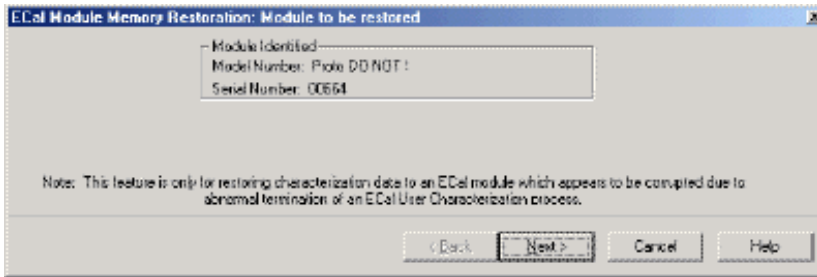 ECal Module Memory Restoration: Module to be restored
Module Identified
Model Number: Proto DO NOT !
Serial Number: 00664
Note: This feature is only for restoring characterization data to an ECal module which appears to be corrupted due to
abnormal termination of an ECal User Characterization process.
< Back Next > Cancel Help